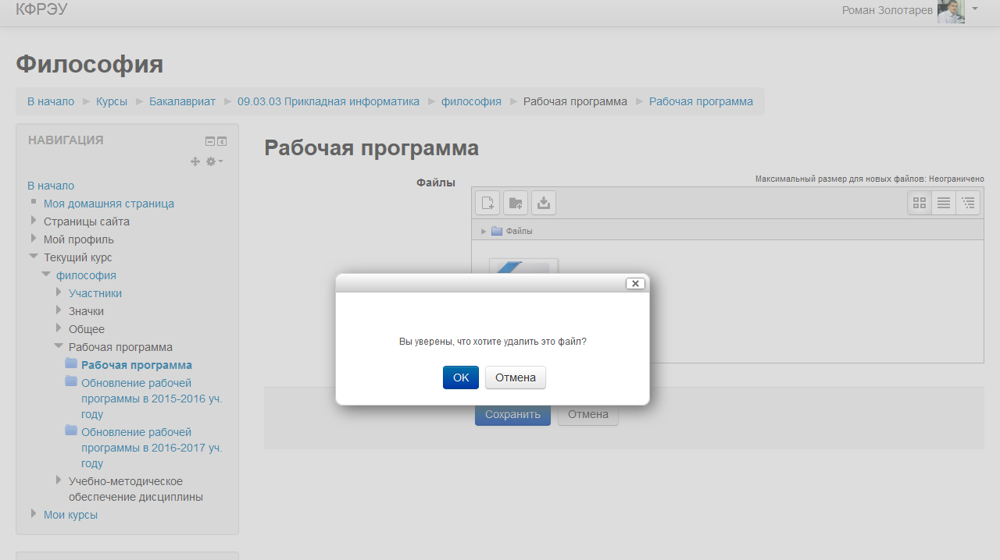 КФРЭУ
Роман Золотарев
Философия
В начало
Курсы
Бакалавриат
09.03.03 Прикладная информатика
философия
Рабочая программа
Рабочая программа
НАВИГАЦИЯ
В начало
Моя домашняя страница
Страницы сайта
Мой профиль
Текущий курс
философия
Участники
Значки
Общее
Рабочая программа
Рабочая программа
Обновление рабочей
программы в 2015-2016 уч.
году
Обновление рабочей
программы в 2016-2017 уч.
году
Учебно-методическое
обеспечение дисциплины
Мои курсы
Рабочая программа
Файлы
Максимальный размер для новых файлов: Неограничено
Файлы
Вы уверены, что хотите удалить это файл?
OK
Отмена
Сохранить
Отмена